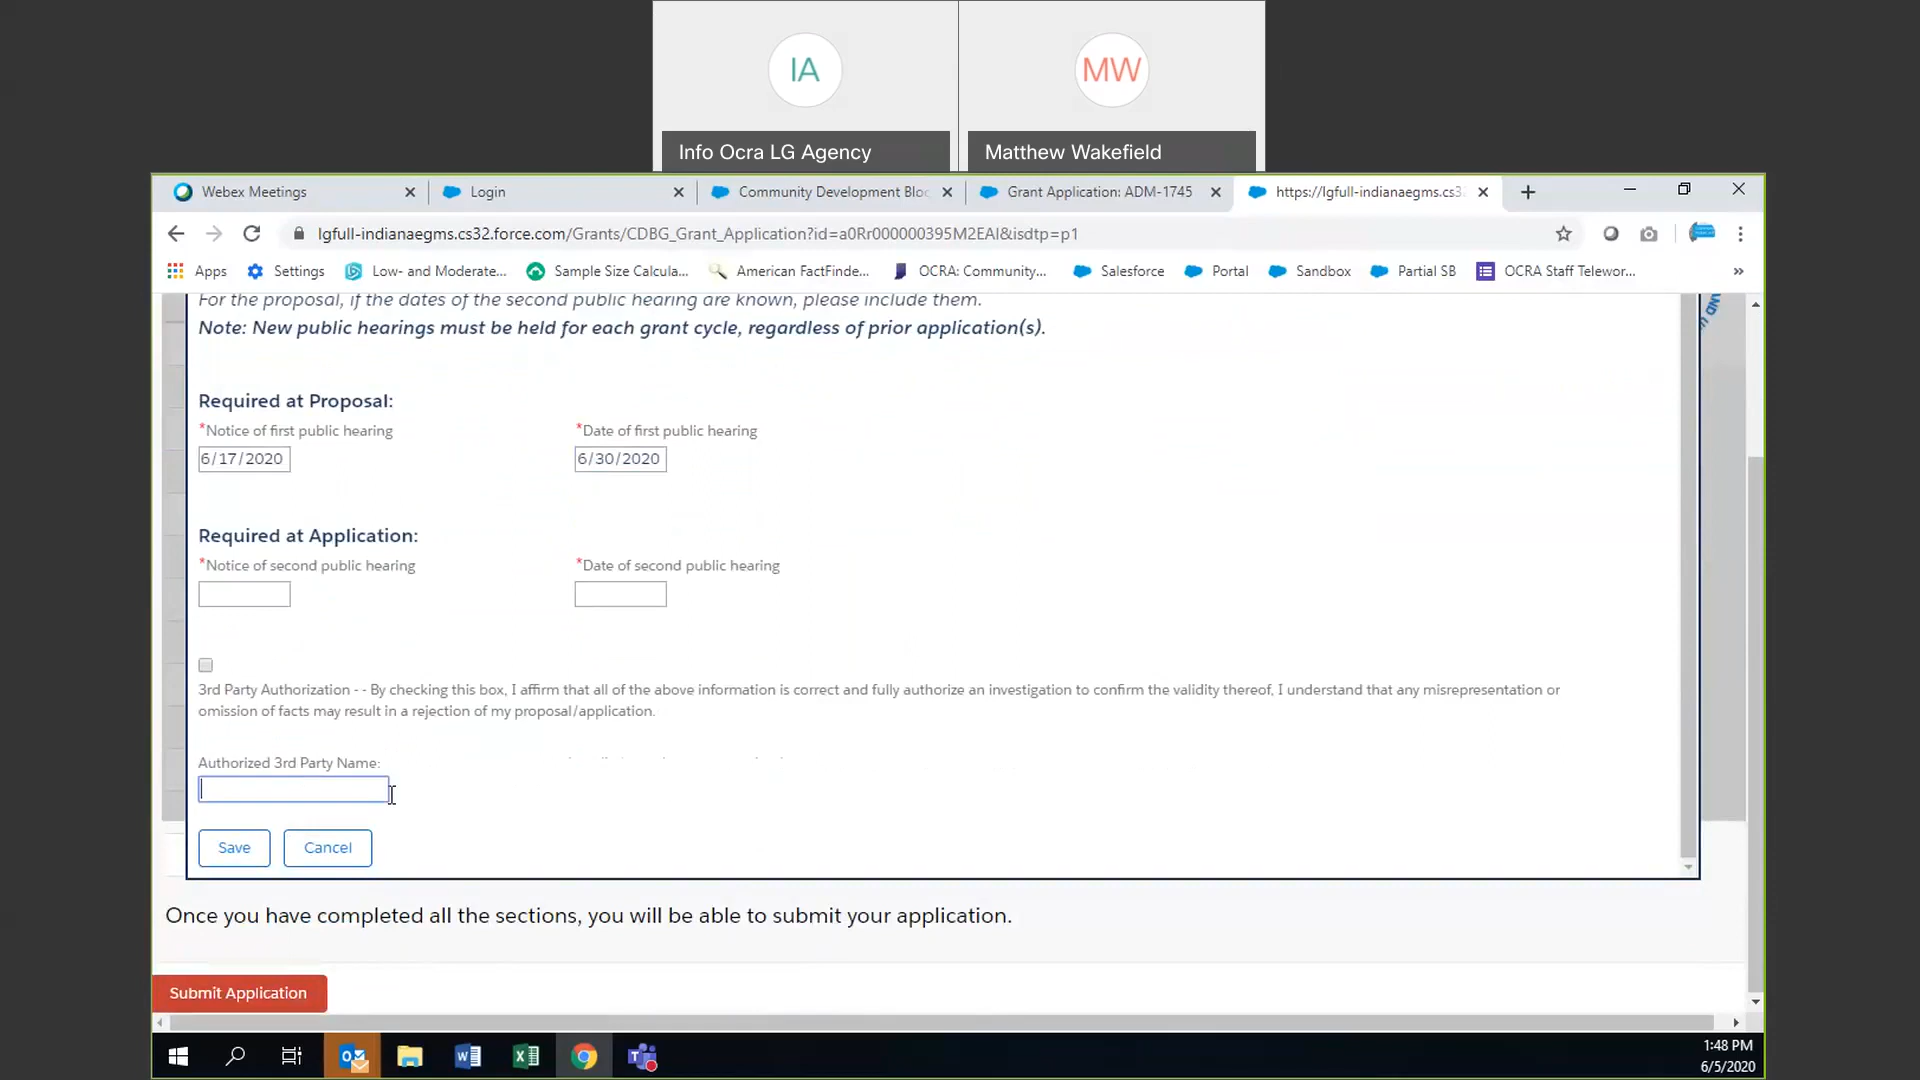 IA
MW
Info Ocra LG Agency
Matthew Wakefield
Webex Meetings
Login
Community Development Bloc
Grant Application: ADM-1745
https://lgfull-indianaegms.cs32
lgfull-indianaegms.cs32.force.com/Grants/CDBG_Grant_Application?id=a0Rr000000395M2EAI&isdtp=p1
Apps
Settings
Low- and Moderate...
Sample Size Calcula...
American FactFinde...
OCRA: Community...
Salesforce
Portal
Sandbox
Partial SB
OCRA Staff Telewor...
»
For the proposal, if the dates of the second public hearing are known, please include them.
Note: New public hearings must be held for each grant cycle, regardless of prior application(s).
Required at Proposal:
*Notice of first public hearing
*Date of first public hearing
6/17/2020
6/30/2020
Required at Application:
*Notice of second public hearing
*Date of second public hearing
3rd Party Authorization - - By checking this box, I affirm that all of the above information is correct and fully authorize an investigation to confirm the validity thereof, I understand that any misrepresentation or
omission of facts may result in a rejection of my proposal/application.
Authorized 3rd Party Name:
Save
Cancel
Once you have completed all the sections, you will be able to submit your application.
Submit Application
1:48 PM
6/5/2020